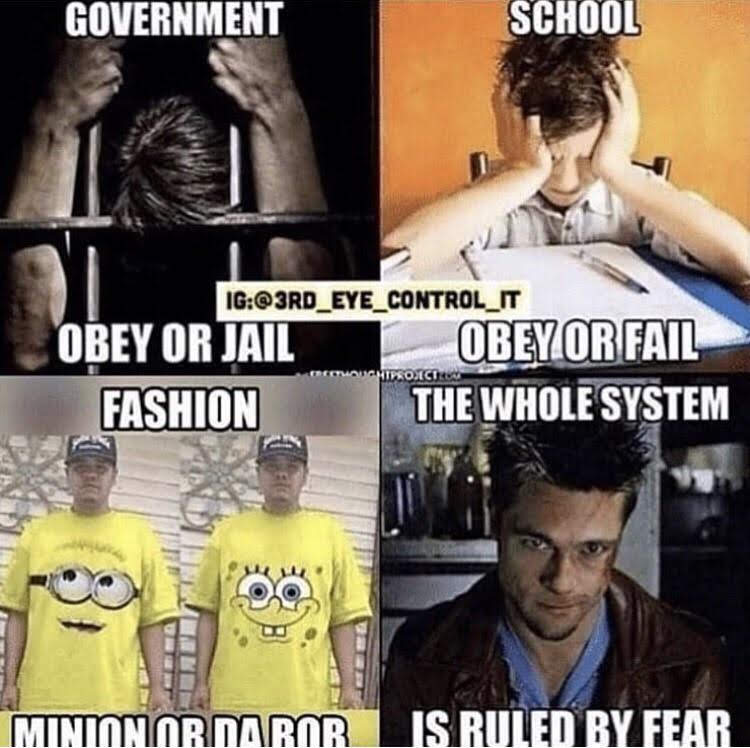 GOVERNMENT
SCHOOL
IG:@3RD_EYE_CONTROL_IT
OBEY OR JAIL
OBEY OR FAIL
FASHION
THE WHOLE SYSTEM
MINION OR DA BOB
IS RULED BY FEAR